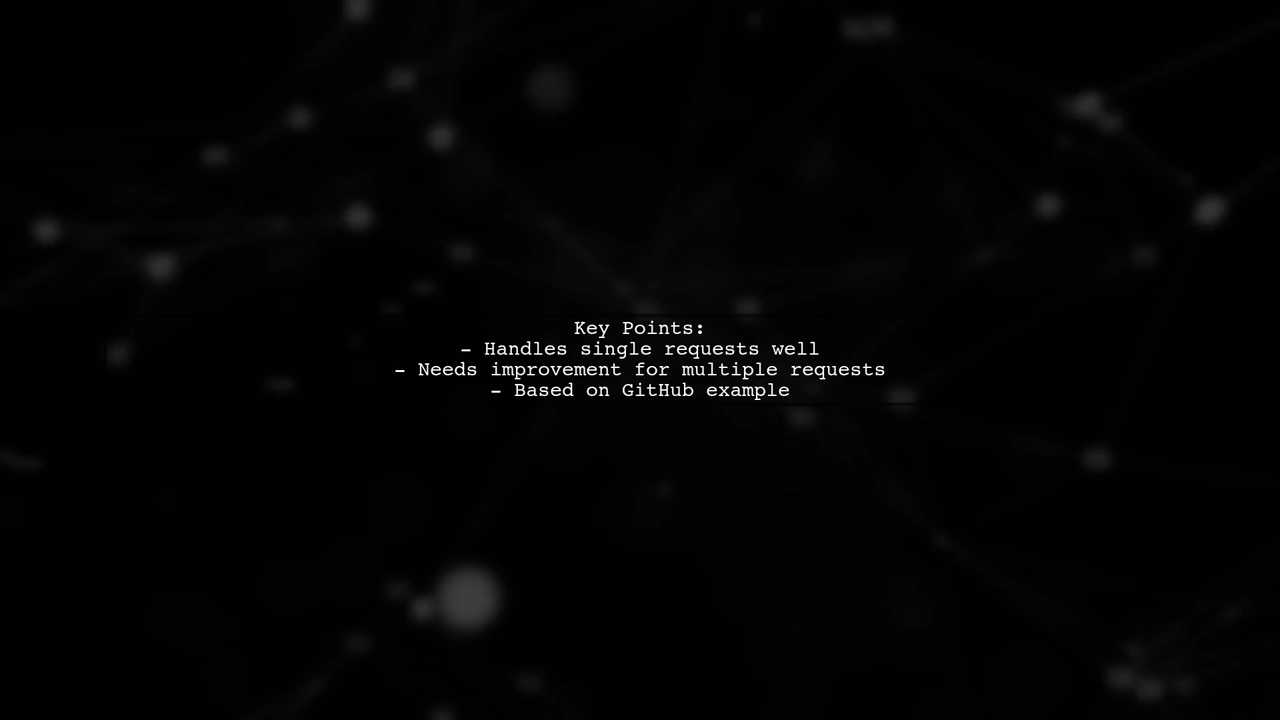 Key Points:
- Handles single requests well
- Needs improvement for multiple requests
- Based on GitHub example